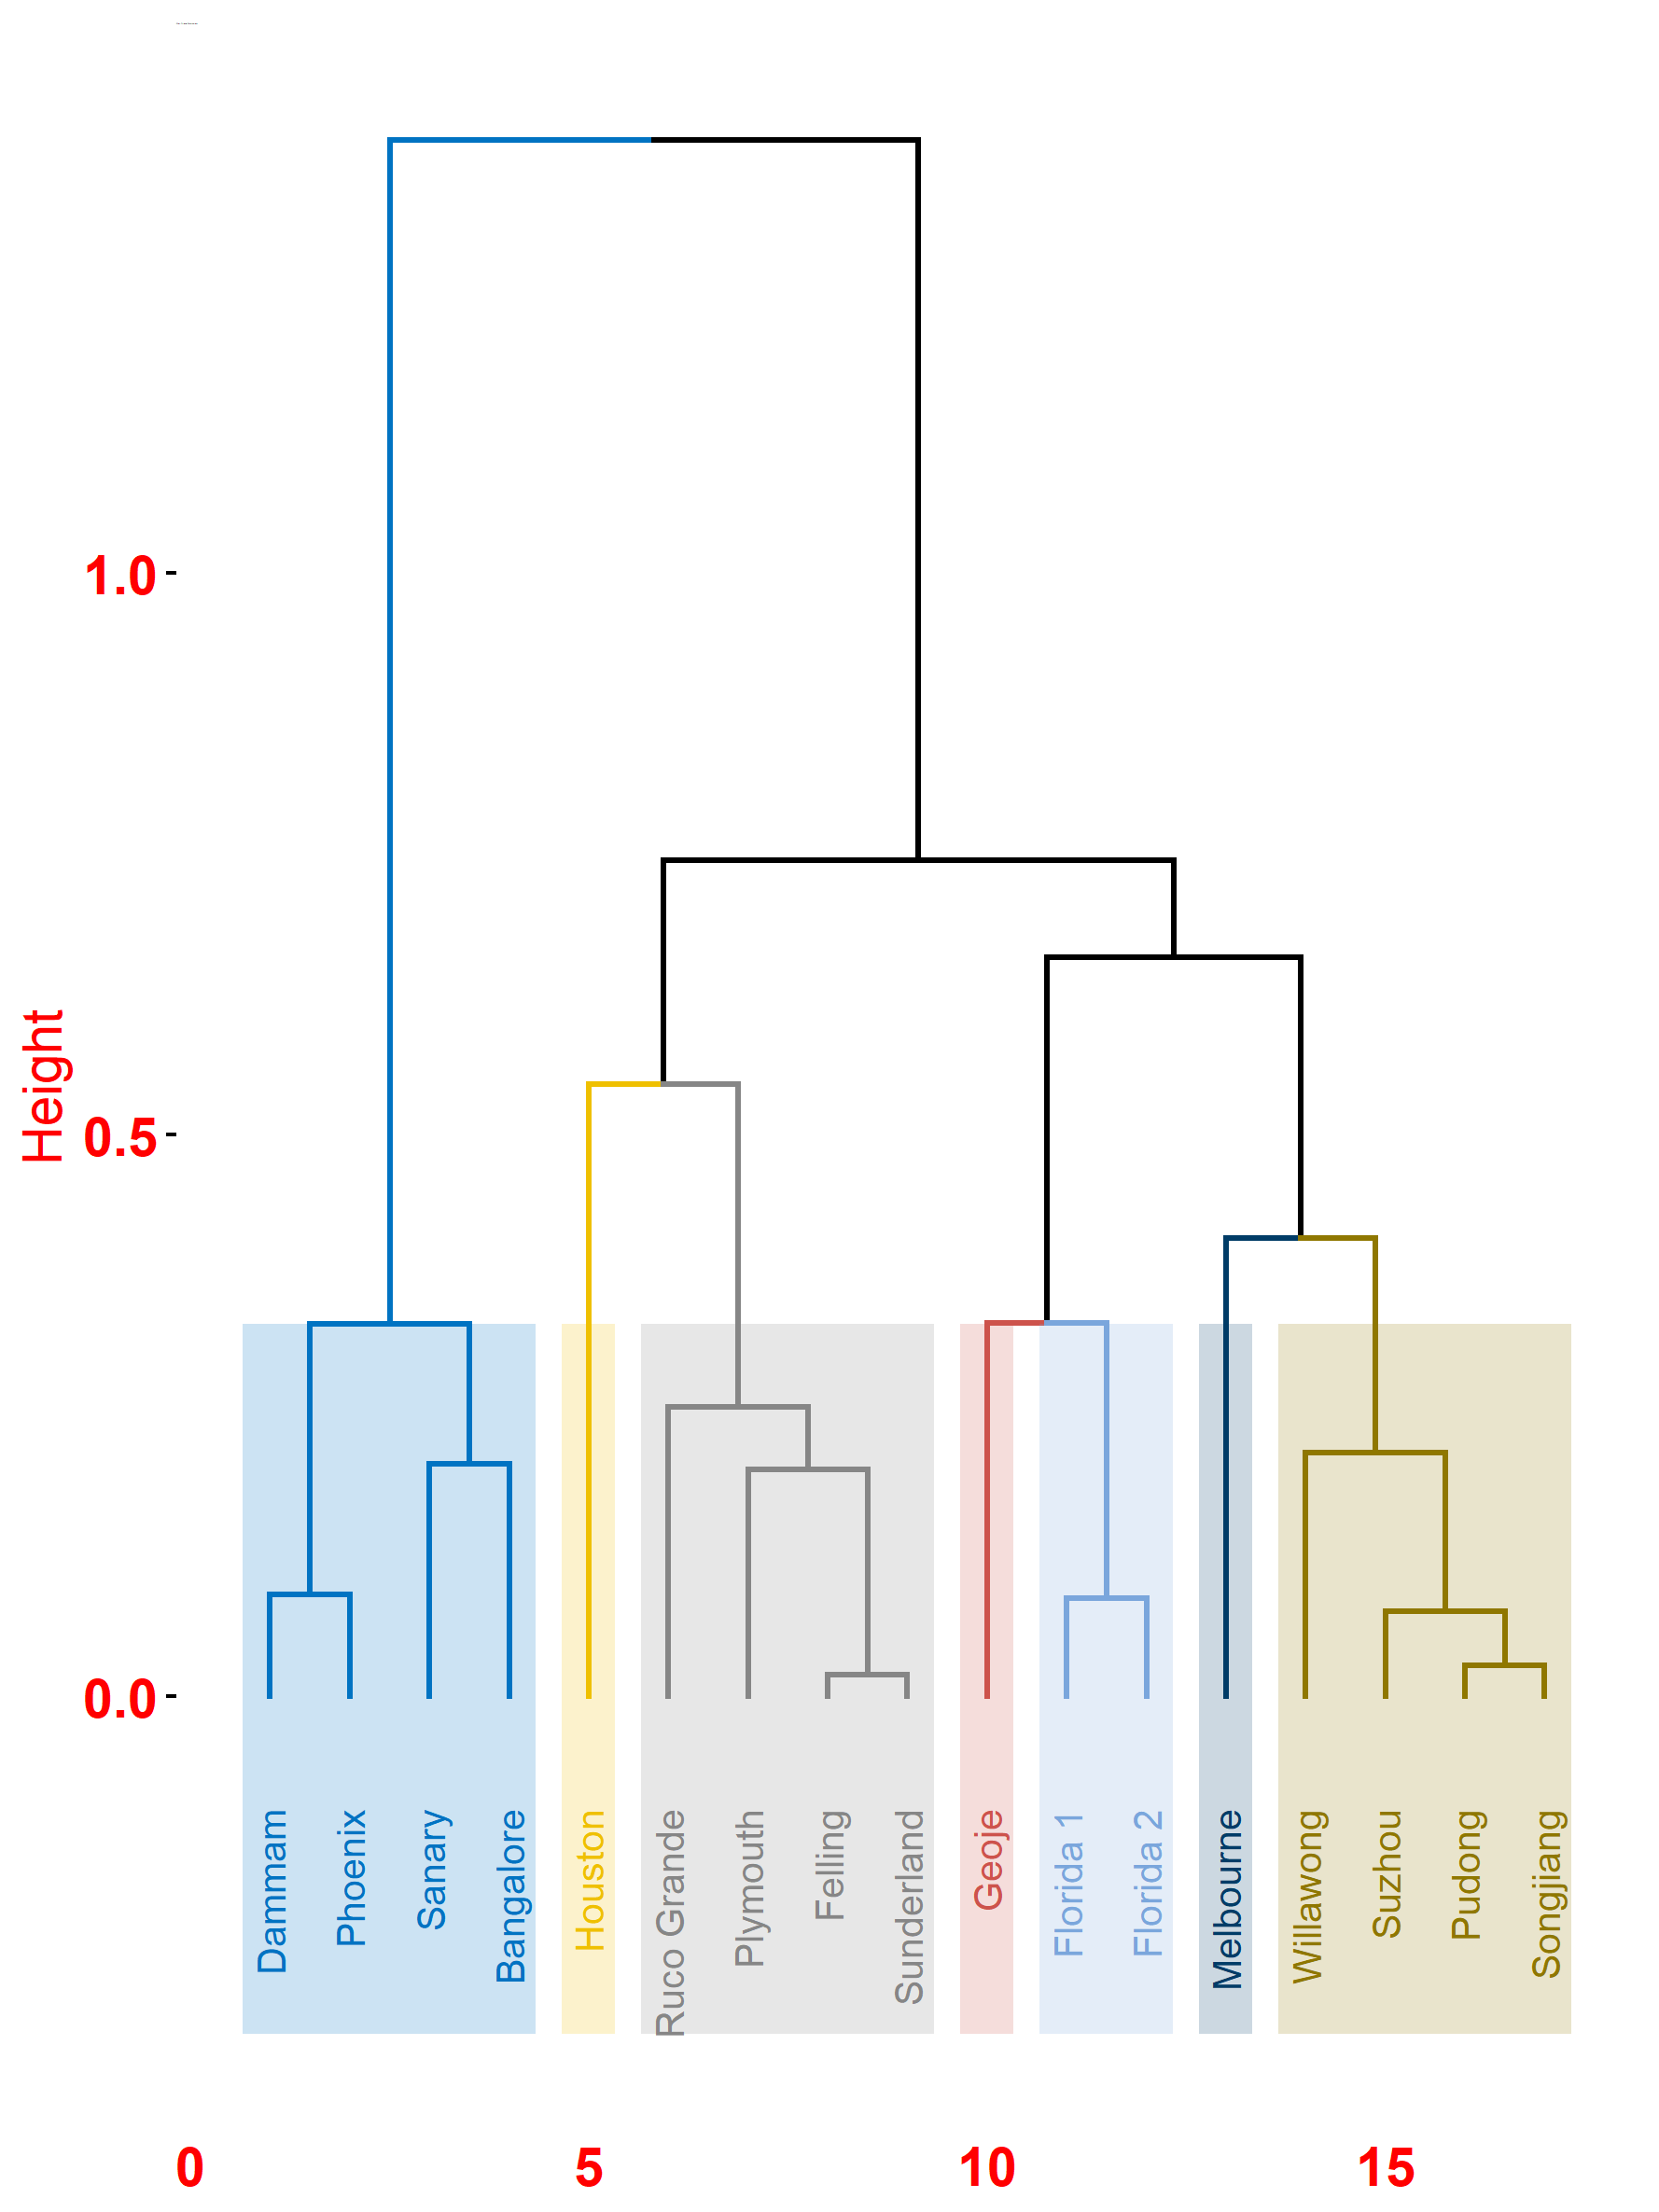 1.0
Height
0.5
0.0
Dammam
Phoenix
Sanary
Bangalore
Houston
Ruco Grande
Plymouth
Felling
Sunderland
Geoje
Florida 1
Florida 2
Melbourne
Willawong
Suzhou
Pudong
Songjiang
0 5 10 15